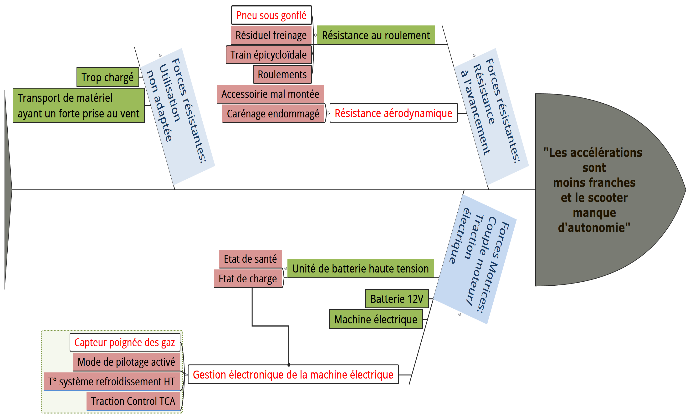 Pneu sous gonflé
Résiduel freinage
Résistance au roulement
Train épicycloïdale
Roulements
Accessoirie mal montée
Carénage endommagé
Résistance aérodynamique
Forces résistantes:
Résistance
à l'avancement
Forces résistantes:
Utilisation
non adaptée
Trop chargé
Transport de matériel
ayant un forte prise au vent
"Les accélérations
sont
moins franches
et le scooter
manque
d'autonomie"
Forces Motrices:
Couple moteur/
Traction
électrique
Etat de santé
Etat de charge
Unité de batterie haute tension
Batterie 12V
Machine électrique
Capteur poignée des gaz
Mode de pilotage activé
T° système refroidissement HT
Traction Control TCA
Gestion électronique de la machine électrique